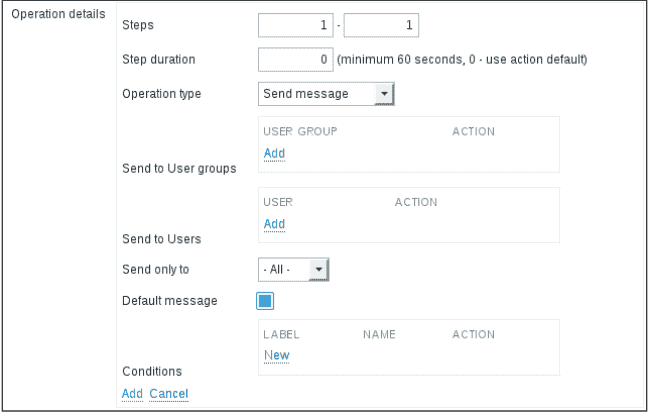 Operation details
Steps 1 - 1
Step duration 0 (minimum 60 seconds, 0 - use action default)
Operation type Send message
USER GROUP ACTION
Add
Send to User groups
USER ACTION
Add
Send to Users
Send only to - All -
Default message
LABEL NAME ACTION
New
Conditions
Add Cancel